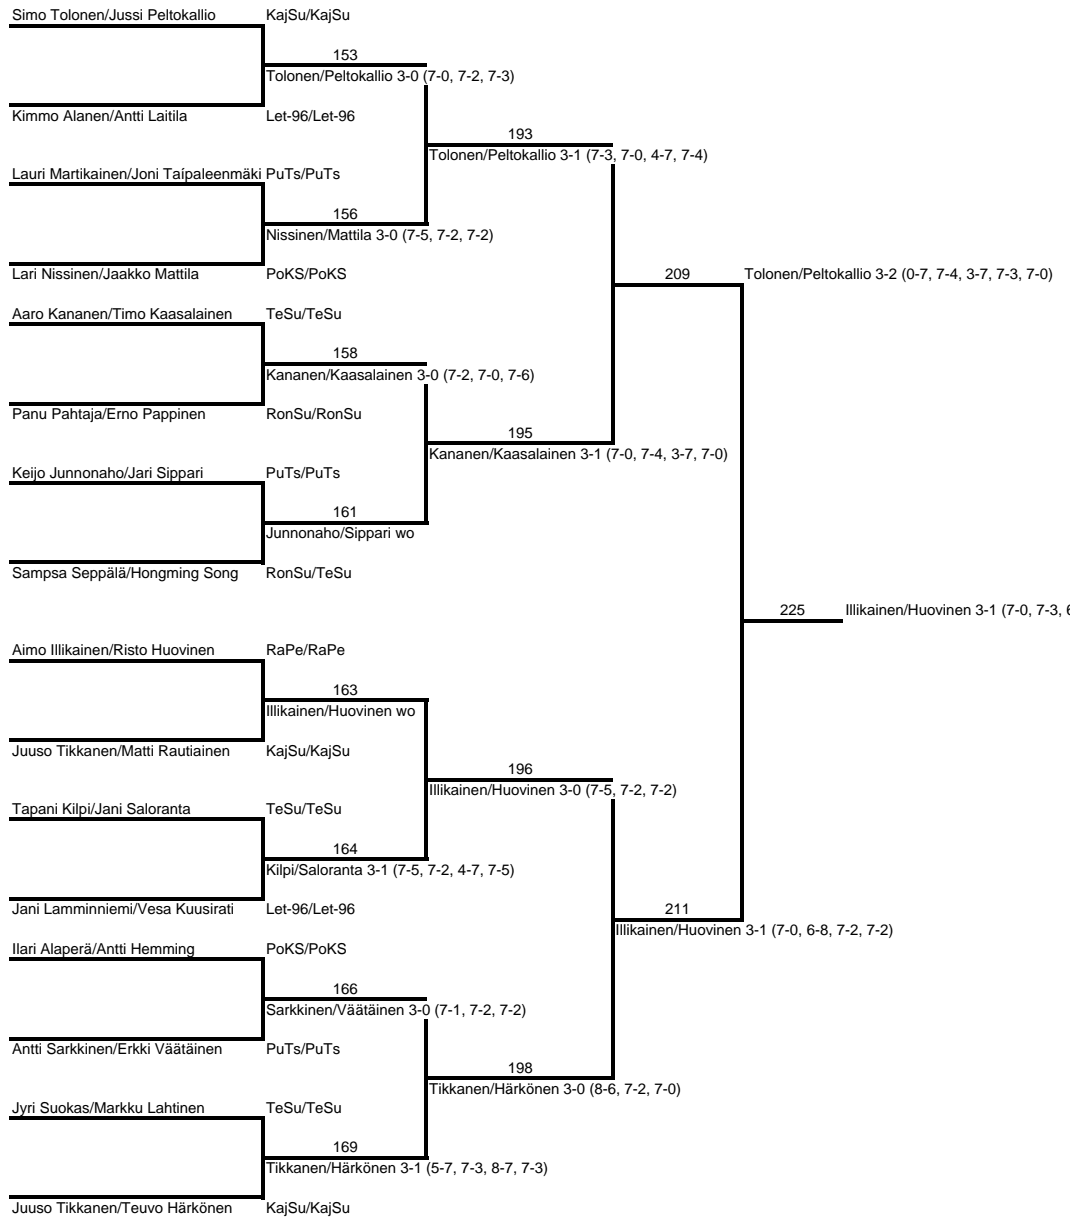 Simo Tolonen/Jussi Peltokallio KajSu/KajSu
153
Tolonen/Peltokallio 3-0 (7-0, 7-2, 7-3)
Kimmo Alanen/Antti Laitila Let-96/Let-96
193
Tolonen/Peltokallio 3-1 (7-3, 7-0, 4-7, 7-4)
Lauri Martikainen/Joni Taipaleenmäki PuTs/PuTs
156
Nissinen/Mattila 3-0 (7-5, 7-2, 7-2)
Lari Nissinen/Jaakko Mattila PoKS/PoKS
209 Tolonen/Peltokallio 3-2 (0-7, 7-4, 3-7, 7-3, 7-0)
Aaro Kananen/Timo Kaasalainen TeSu/TeSu
158
Kananen/Kaasalainen 3-0 (7-2, 7-0, 7-6)
Panu Pahtaja/Erno Pappinen RonSu/RonSu
195
Kananen/Kaasalainen 3-1 (7-0, 7-4, 3-7, 7-0)
Keijo Junnonaho/Jari Sippari PuTs/PuTs
161
Junnonaho/Sippari wo
Sampsa Seppälä/Hongming Song RonSu/TeSu
225 Illikainen/Huovinen 3-1 (7-0, 7-3,
Aimo Illikainen/Risto Huovinen RaPe/RaPe
163
Illikainen/Huovinen wo
Juuso Tikkanen/Matti Rautiainen KajSu/KajSu
196
Illikainen/Huovinen 3-0 (7-5, 7-2, 7-2)
Tapani Kilpi/Jani Saloranta TeSu/TeSu
164
Kilpi/Saloranta 3-1 (7-5, 7-2, 4-7, 7-5)
Jani Lamminniemi/Vesa Kuusirati Let-96/Let-96
211
Illikainen/Huovinen 3-1 (7-0, 6-8, 7-2, 7-2)
Ilari Alaperä/Antti Hemming PoKS/PoKS
166
Sarkkinen/Väätäinen 3-0 (7-1, 7-2, 7-2)
Antti Sarkkinen/Erkki Väätäinen PuTs/PuTs
198
Tikkanen/Härkönen 3-0 (8-6, 7-2, 7-0)
Jyri Suokas/Markku Lahtinen TeSu/TeSu
169
Tikkanen/Härkönen 3-1 (5-7, 7-3, 8-7, 7-3)
Juuso Tikkanen/Teuvo Härkönen KajSu/KajSu